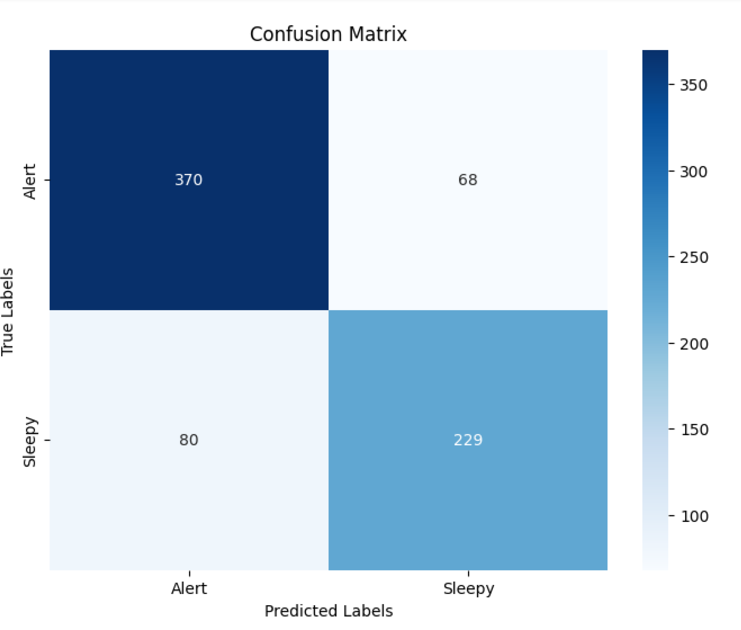 Confusion Matrix
Alert
370
68
True Labels
Sleepy
80
229
Alert
Sleepy
Predicted Labels
350
300
250
200
150
100